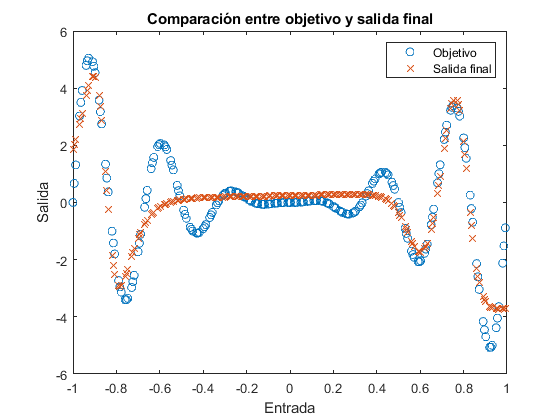 Comparación entre objetivo y salida final
Objetivo
Salida final
Salida
6
4
2
0
-2
-4
-6
-1 -0.8 -0.6 -0.4 -0.2 0 0.2 0.4 0.6 0.8 1
Entrada